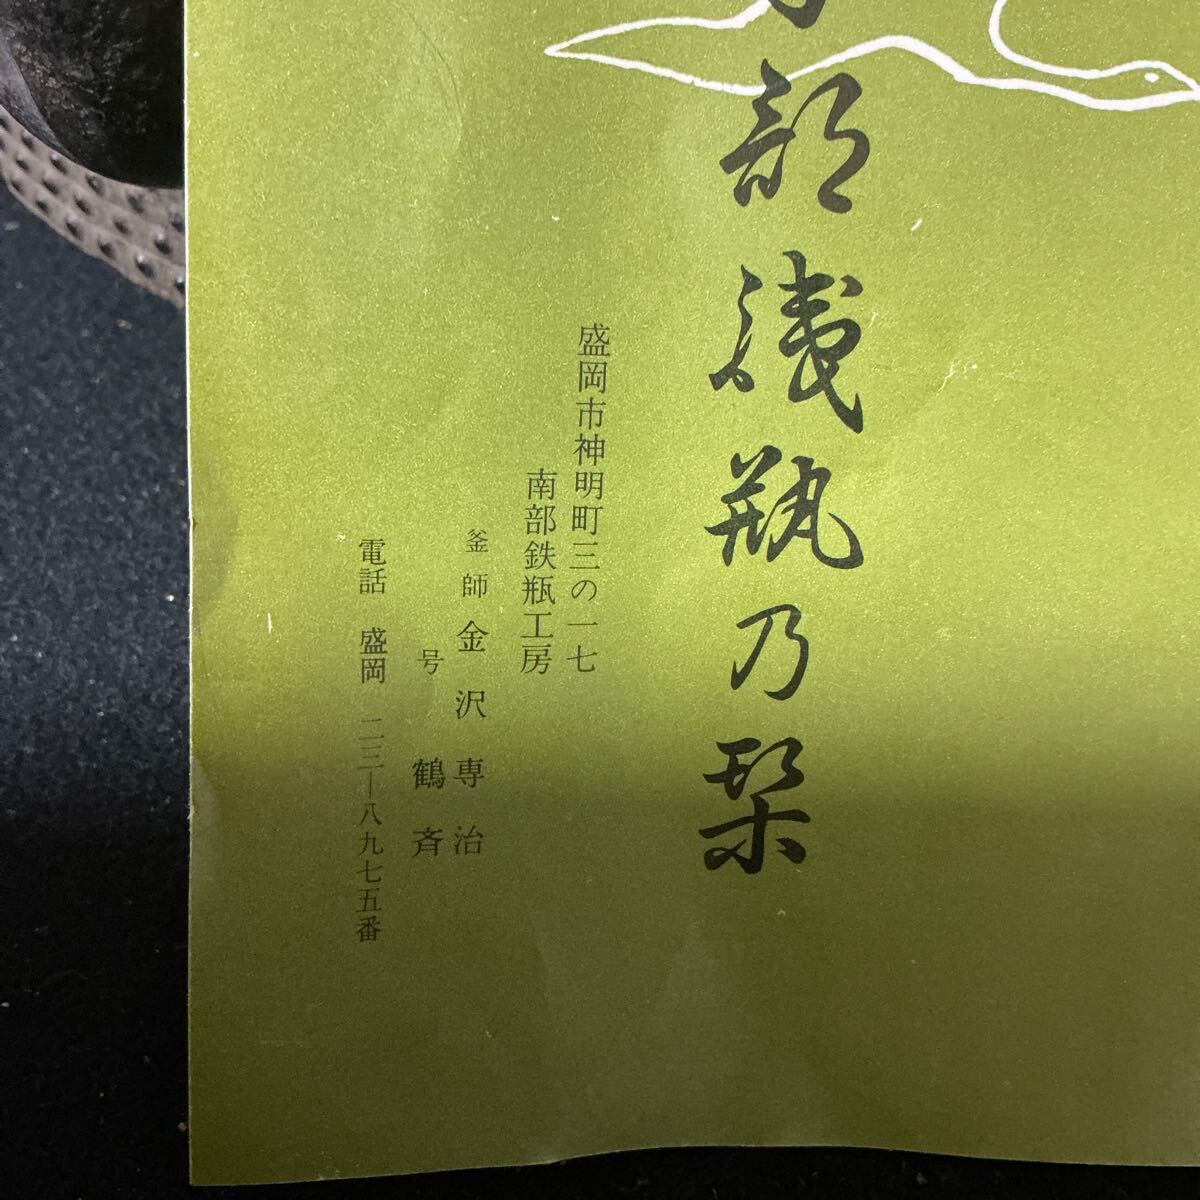 部鉄瓶乃栞
盛岡市神明町三の一七
南部鉄瓶工房
釜師金沢専治
号 鶴斉
電話 盛岡 二三ー八九七五番